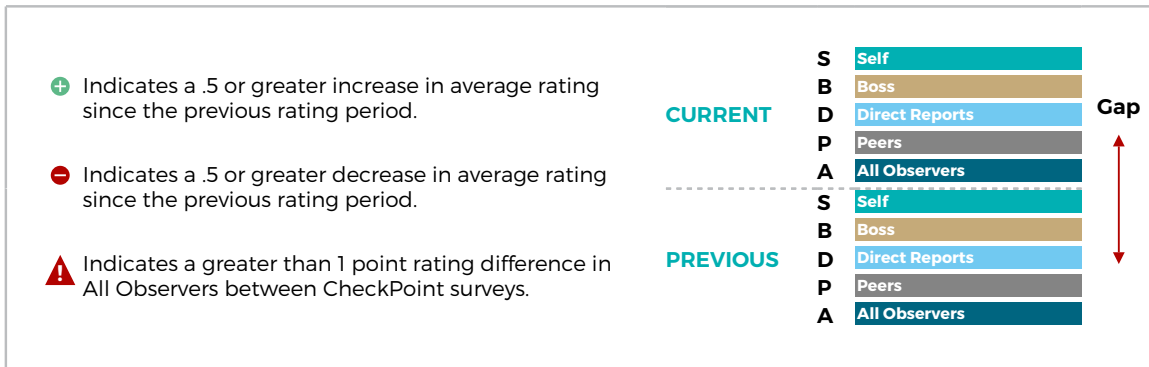 Indicates a .5 or greater increase in average rating
since the previous rating period.
Indicates a .5 or greater decrease in average rating
since the previous rating period.
Indicates a greater than 1 point rating difference in
All Observers between CheckPoint surveys.
CURRENT
S Self
B Boss
D Direct Reports
P Peers
A All Observers
PREVIOUS
S Self
B Boss
D Direct Reports
P Peers
A All Observers
Gap